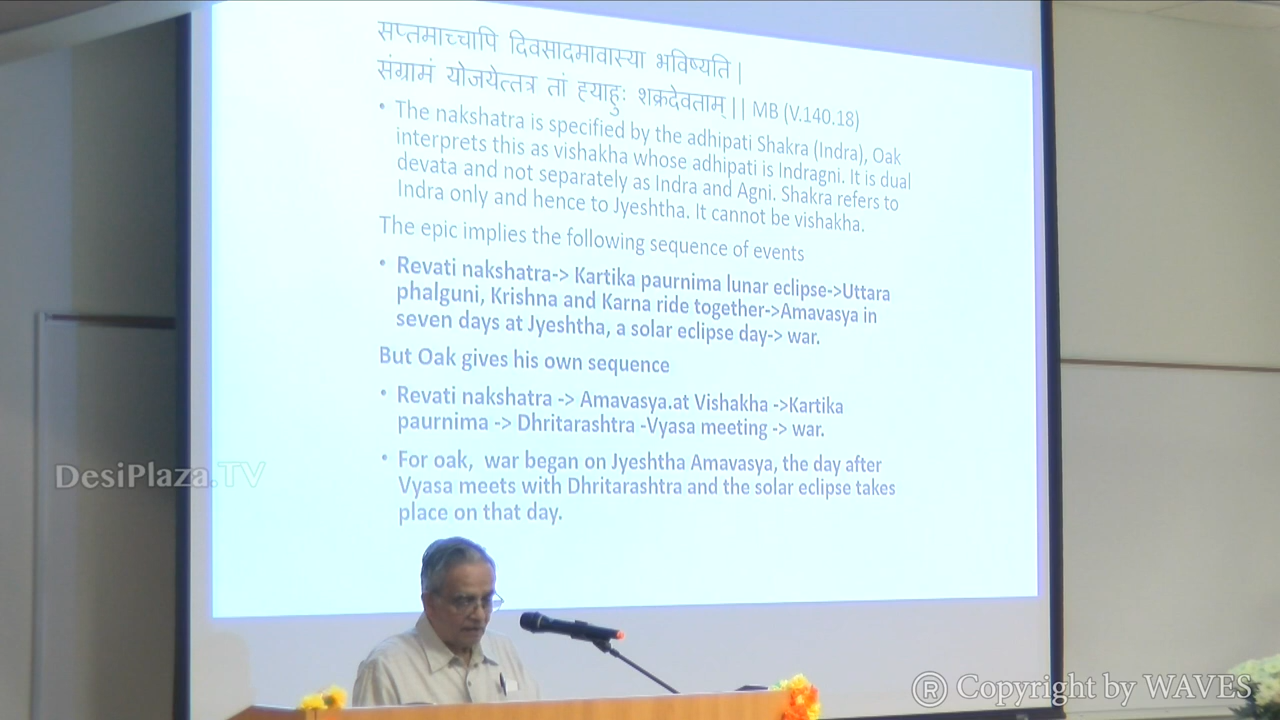 सप्तमाच्चापि दिवसादमावास्या भविष्यति |
संग्रामं योजयेत्तत्र तां ह्याहुः शक्रदेवताम् || MB (V.140.18)
• The nakshatra is specified by the adhipati Shakra (Indra), Oak
interprets this as vishakha whose adhipati is Indragni. It is dual
devata and not separately as Indra and Agni. Shakra refers to
Indra only and hence to Jyeshtha. It cannot be vishakha.
The epic implies the following sequence of events
• Revati nakshatra-> Kartika paurnima lunar eclipse->Uttara
phalguni, Krishna and Karna ride together->Amavasya in
seven days at Jyeshtha, a solar eclipse day-> war.
But Oak gives his own sequence
• Revati nakshatra -> Amavasya.at Vishakha ->Kartika
paurnima -> Dhritarashtra -Vyasa meeting -> war.
• For oak, war began on Jyeshtha Amavasya, the day after
Vyasa meets with Dhritarashtra and the solar eclipse takes
place on that day.
DesiPlaza.TV
® Copyright by WAVES